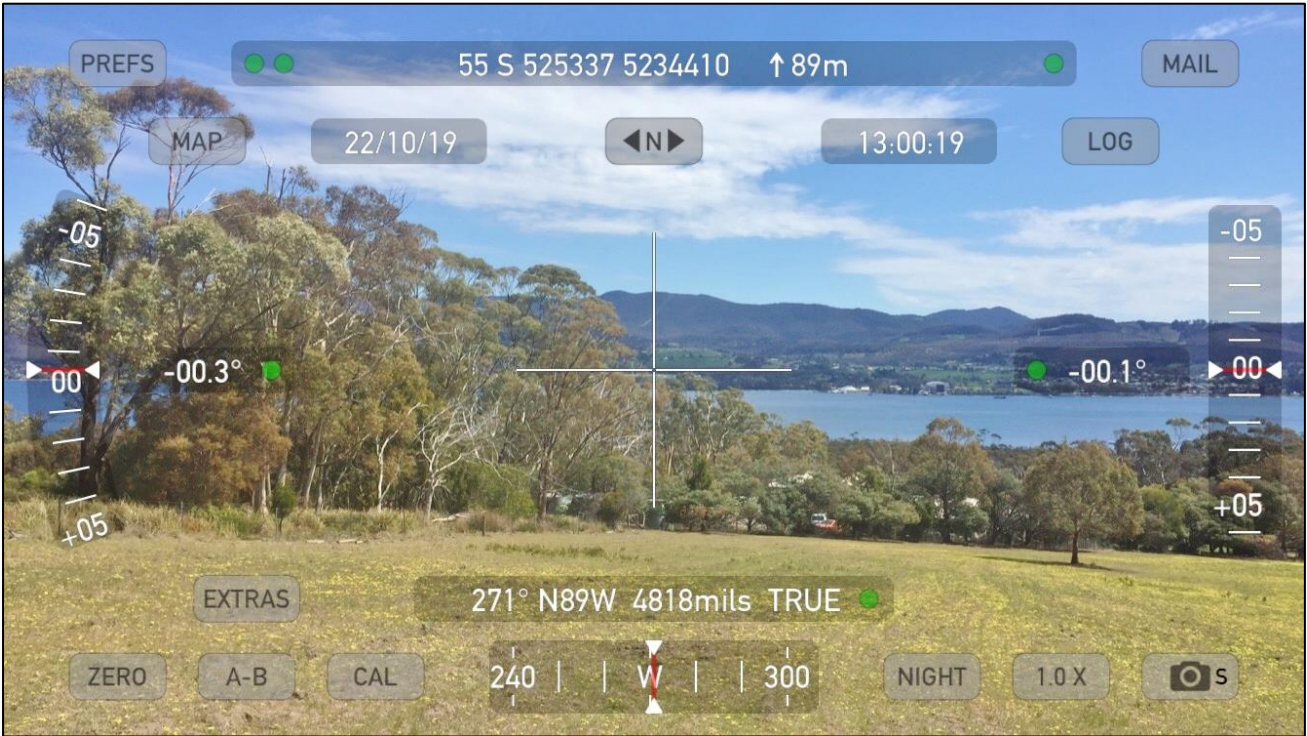 PREFS 55 S 525337 5234410 ↑89m MAIL
MAP 22/10/19 ◀N▶ 13:00:19 LOG
-05 -05
00 -00.3° -00.1° 00
+05 +05
EXTRAS 271° N89W 4818mils TRUE
ZERO A-B CAL 240 W 300 NIGHT 1.0 X S